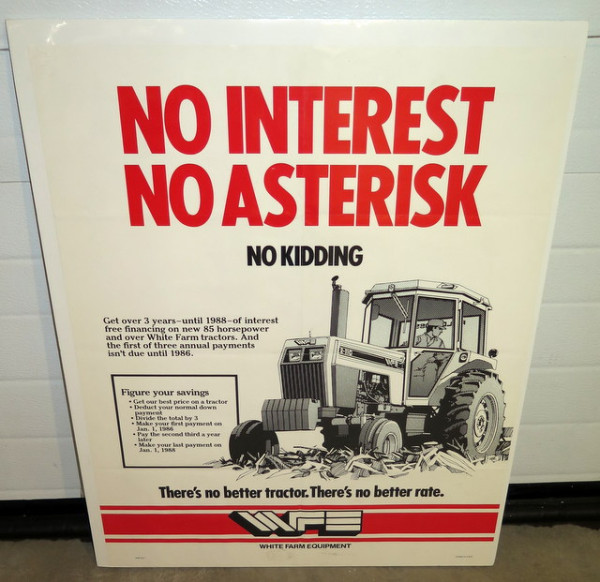 NO INTEREST
NO ASTERISK
NO KIDDING
Get over 3 years–until 1988–of interest
free financing on new 85 horsepower
and over White Farm tractors. And
the first of three annual payments
isn't due until 1986.
Figure your savings
• Get our best price on a tractor
• Deduct your normal down
payment
• Divide the total by 3
• Make your first payment on
Jan. 1, 1986
• Pay the second third a year
later
• Make your last payment on
Jan. 1, 1988
There's no better tractor. There's no better rate.
WFE
WHITE FARM EQUIPMENT